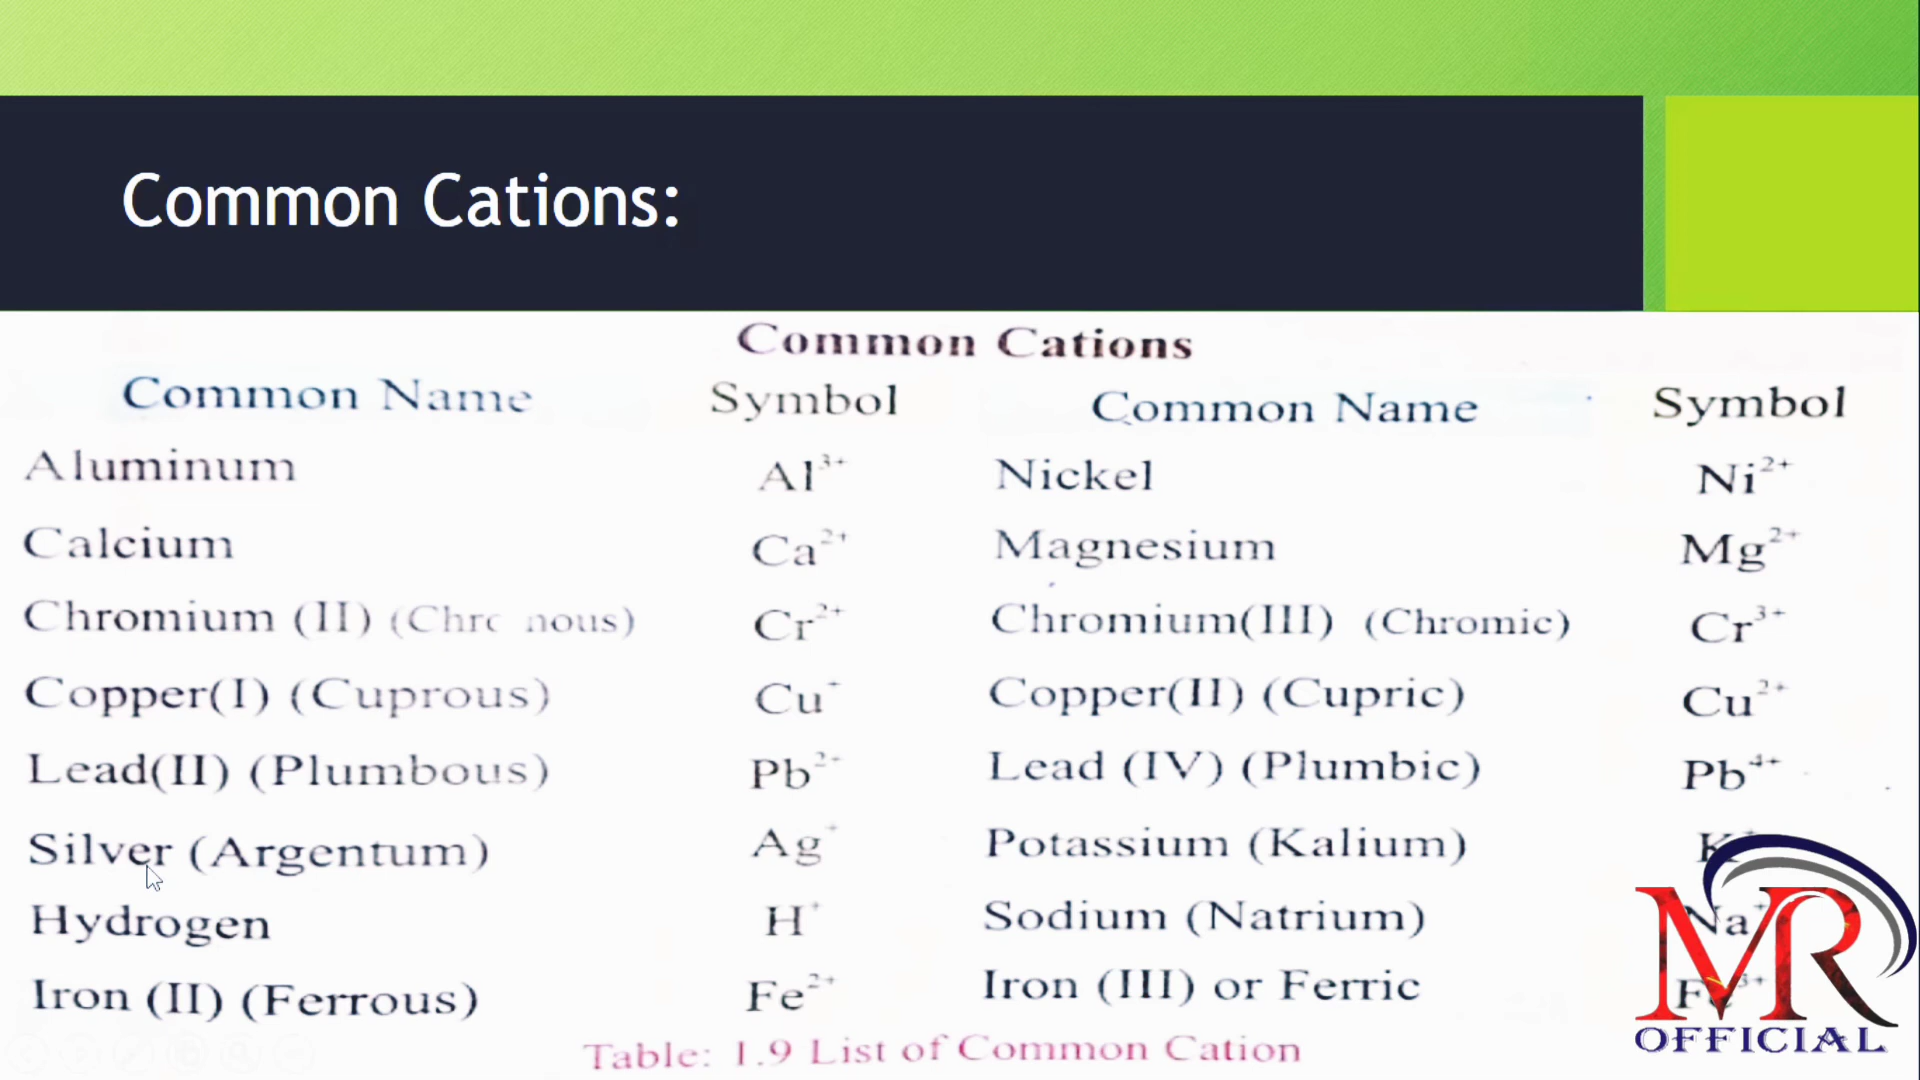 Common Cations:
Common Cations
Common Name Symbol Common Name Symbol
Aluminum Al³⁺ Nickel Ni²⁺
Calcium Ca²⁺ Magnesium Mg²⁺
Chromium (II) Cr²⁺ Chromium(III) (Chromic) Cr³⁺
Copper(I) (Cuprous) Cu⁺ Copper(II) (Cupric) Cu²⁺
Lead(II) (Plumbous) Pb²⁺ Lead (IV) (Plumbic) Pb⁴⁺
Silver (Argentum) Ag⁺ Potassium (Kalium) K⁺
Hydrogen H⁺ Sodium (Natrium) Na⁺
Iron (II) (Ferrous) Fe²⁺ Iron (III) or Ferric Fe³⁺
Table: 1.9 List of Common Cation
MR
OFFICIAL